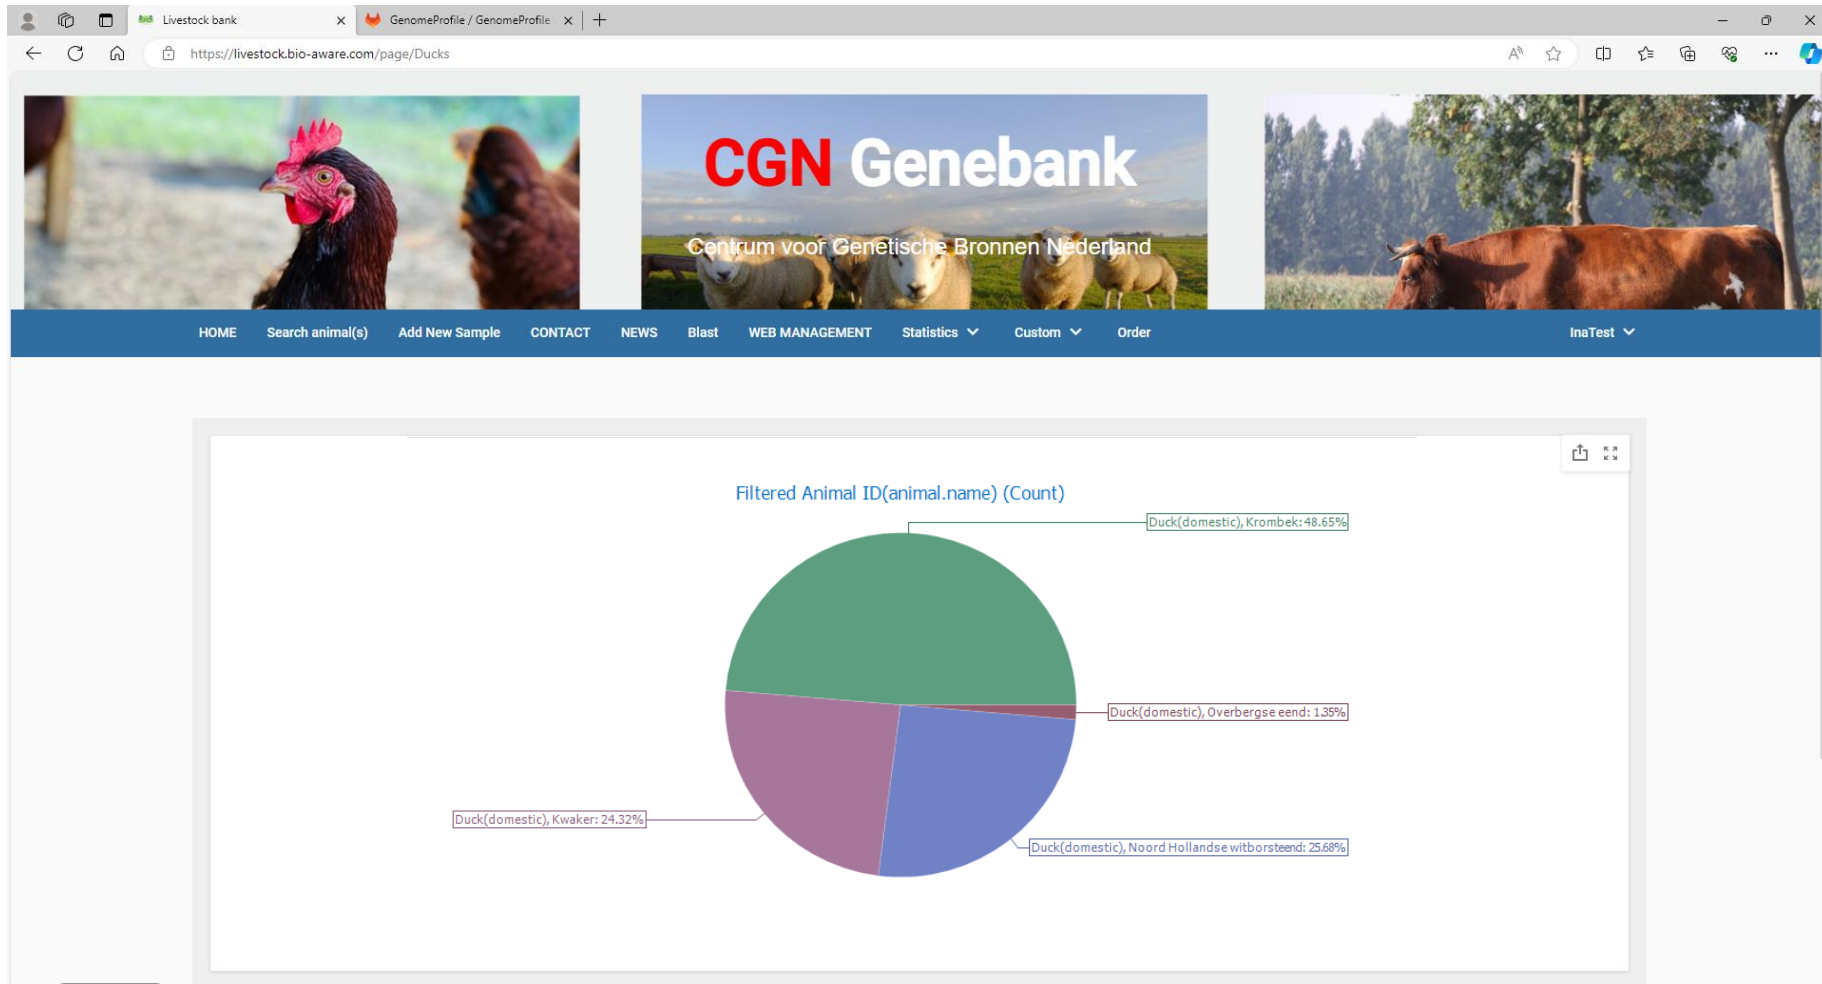 Livestock bank
GenomeProfile / GenomeProfile
https://livestock.bio-aware.com/page/Ducks
CGN Genebank
Centrum voor Genetische Bronnen Nederland
HOME Search animal(s) Add New Sample CONTACT NEWS Blast WEB MANAGEMENT Statistics Custom Order InaTest
Filtered Animal ID(animal.name) (Count)
Duck(domestic), Krombek: 48.65%
Duck(domestic), Overbergse eend: 1.35%
Duck(domestic), Kwaker: 24.32%
Duck(domestic), Noord Hollandse witborsteend: 25.68%